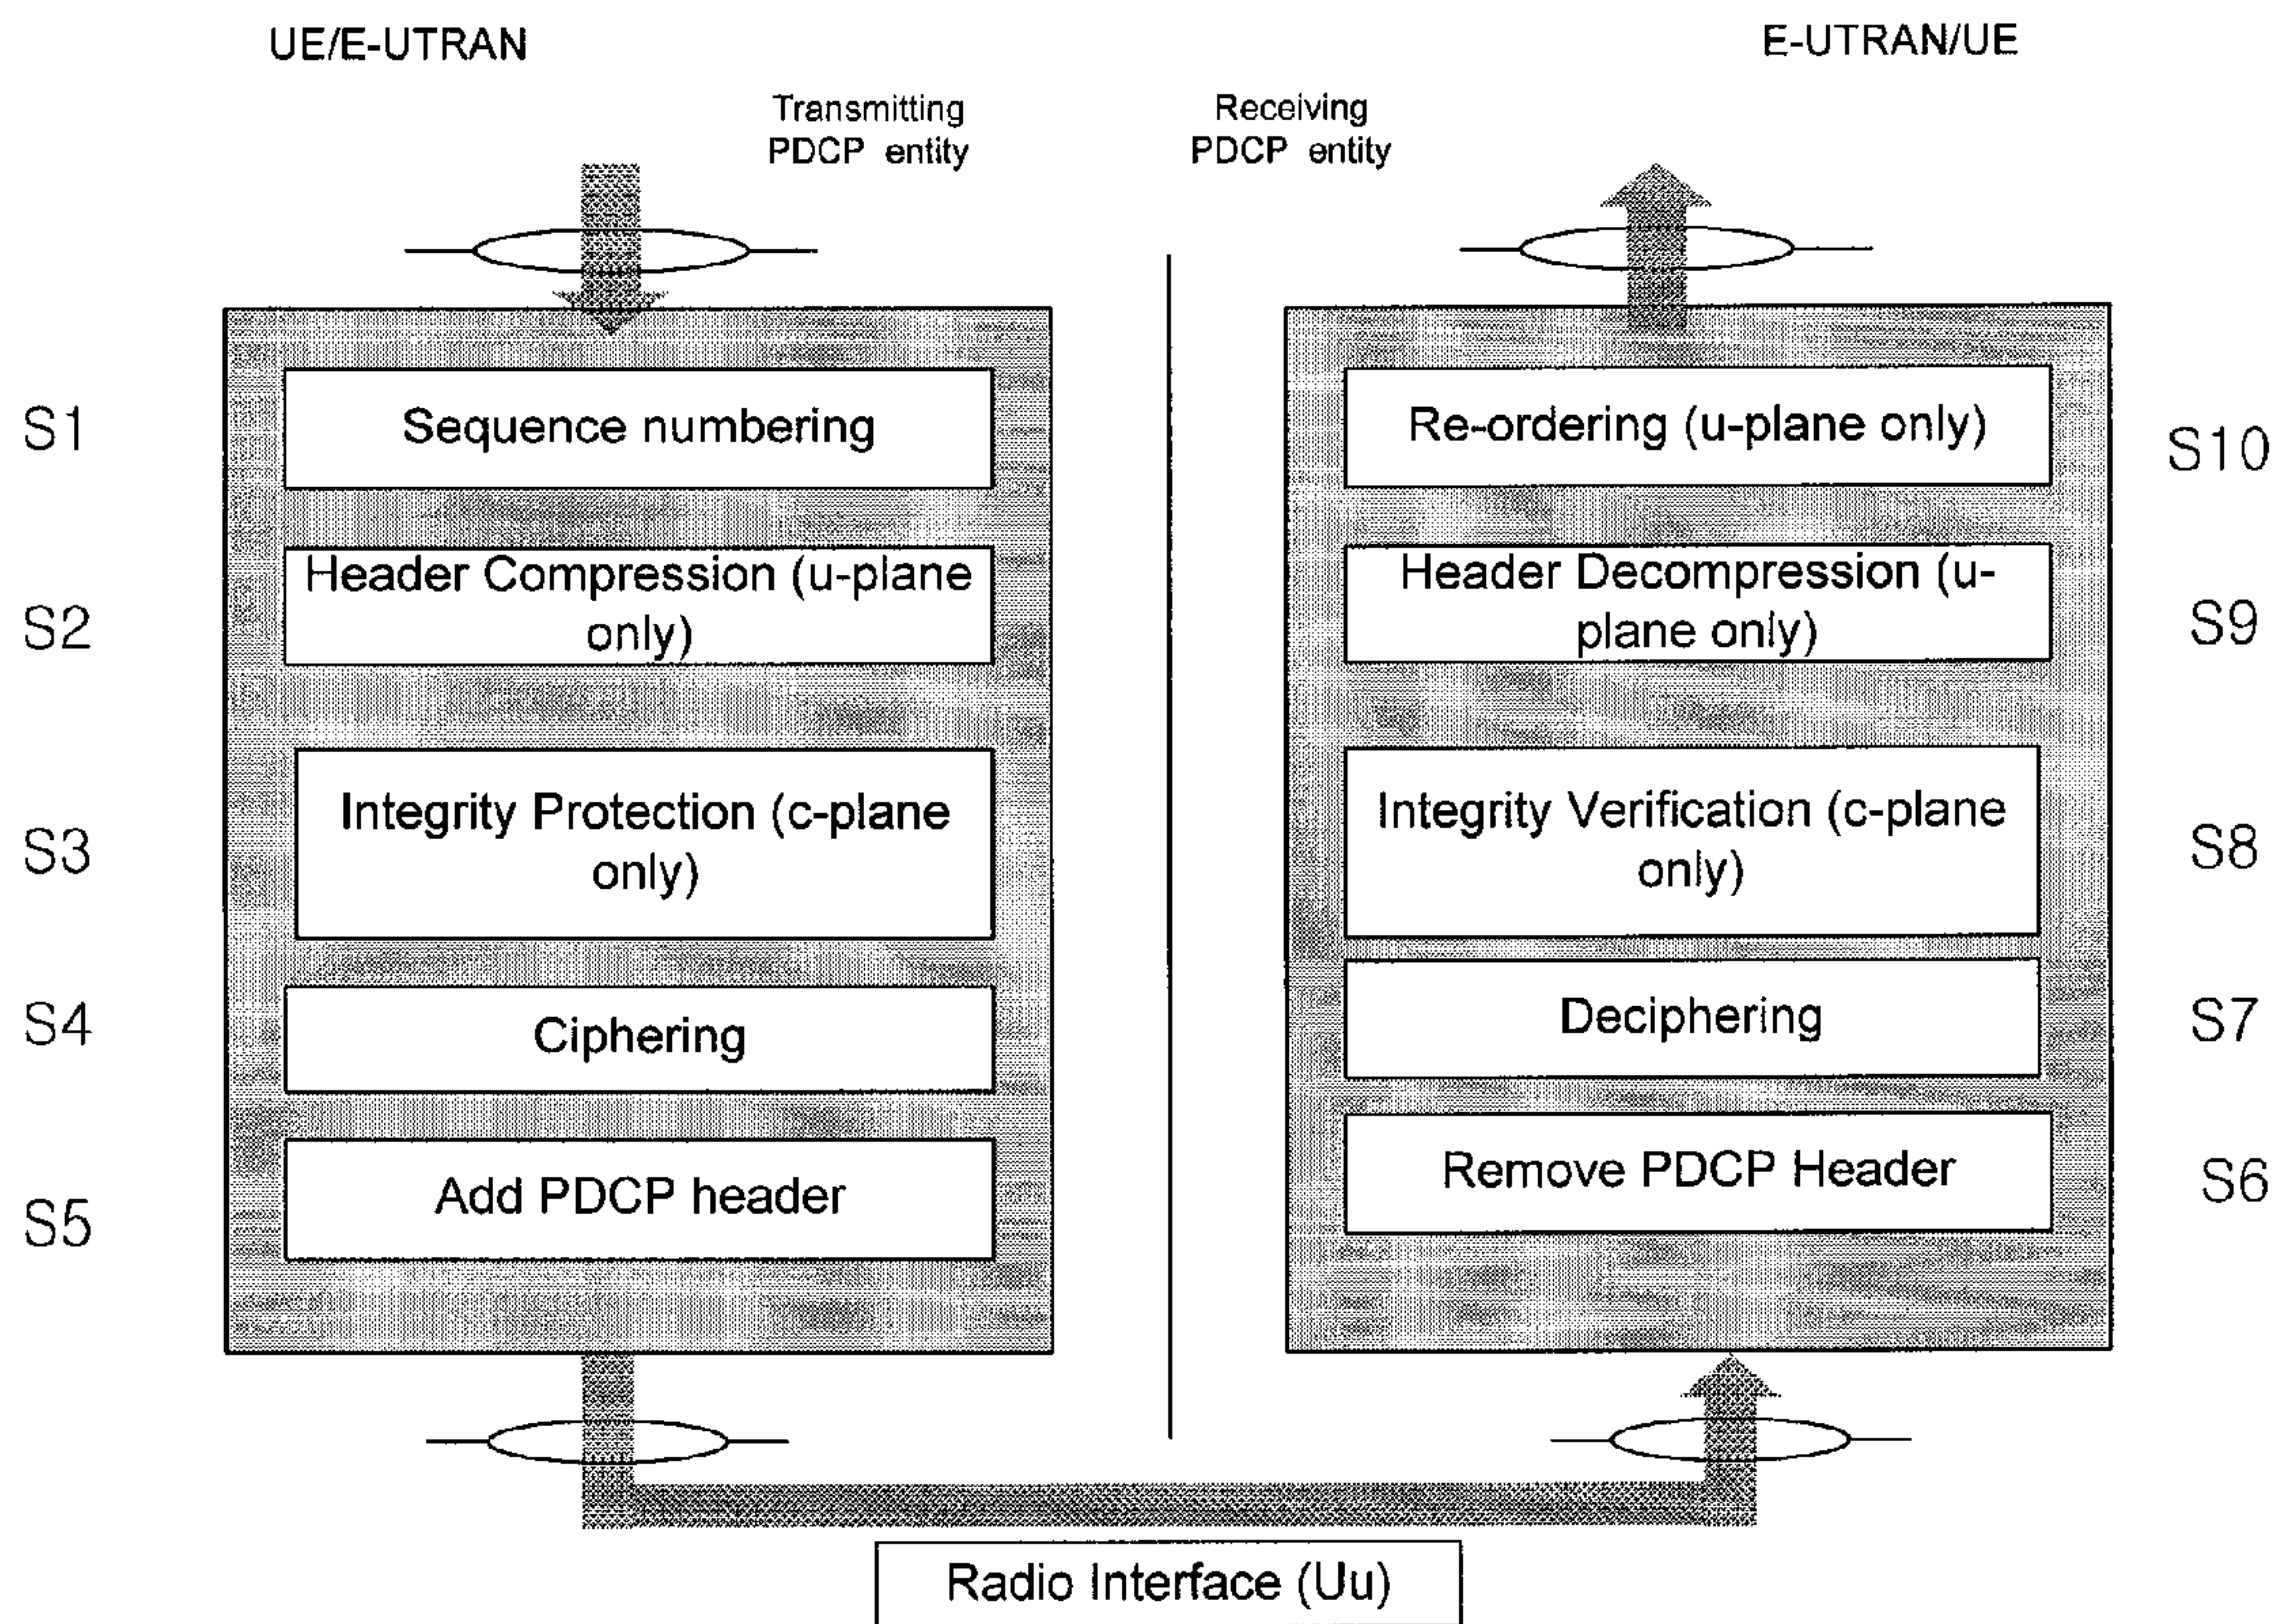 UE/E-UTRAN
E-UTRAN/UE
Transmitting
PDCP entity
Receiving
PDCP entity
S1
Sequence numbering
S2
Header Compression (u-plane
only)
S3
Integrity Protection (c-plane
only)
S4
Ciphering
S5
Add PDCP header
Re-ordering (u-plane only)
S10
Header Decompression (u-
plane only)
S9
Integrity Verification (c-plane
only)
S8
Deciphering
S7
Remove PDCP Header
S6
Radio Interface (Uu)